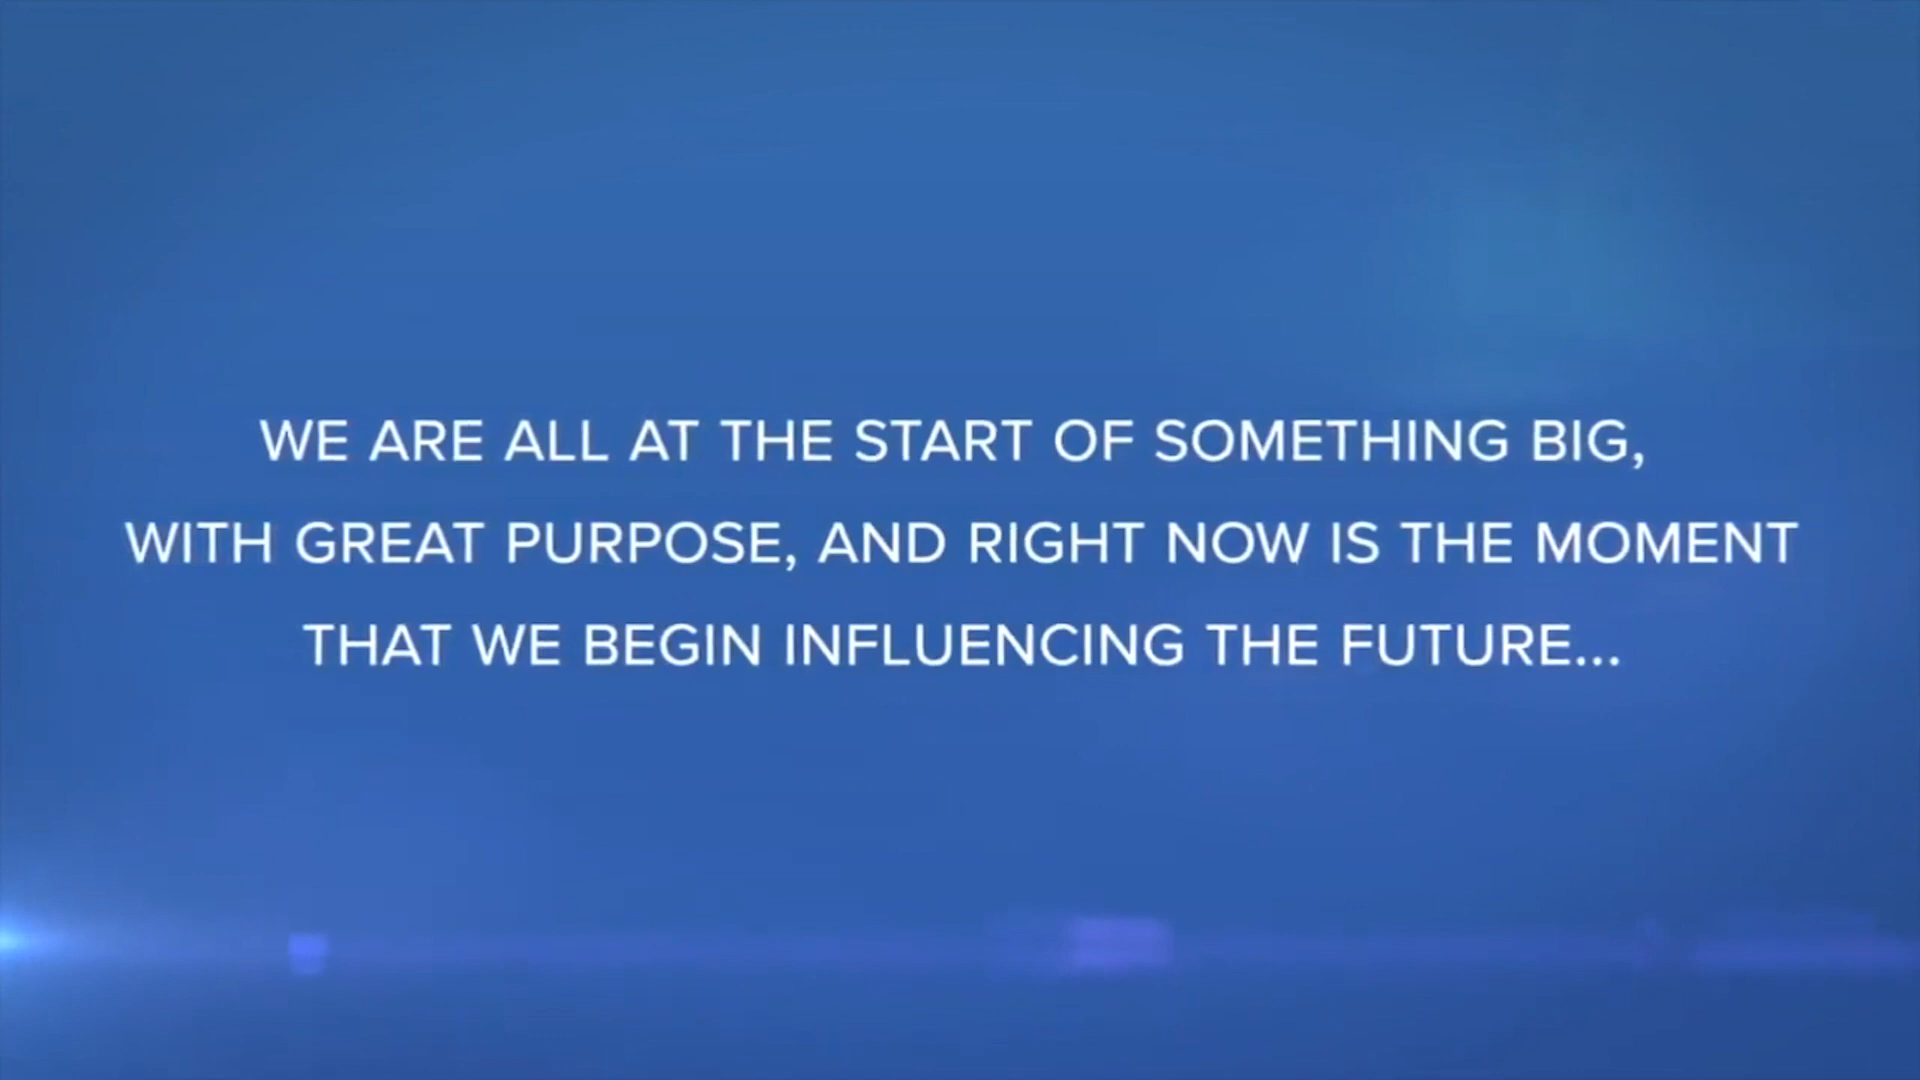 WE ARE ALL AT THE START OF SOMETHING BIG,
WITH GREAT PURPOSE, AND RIGHT NOW IS THE MOMENT
THAT WE BEGIN INFLUENCING THE FUTURE...